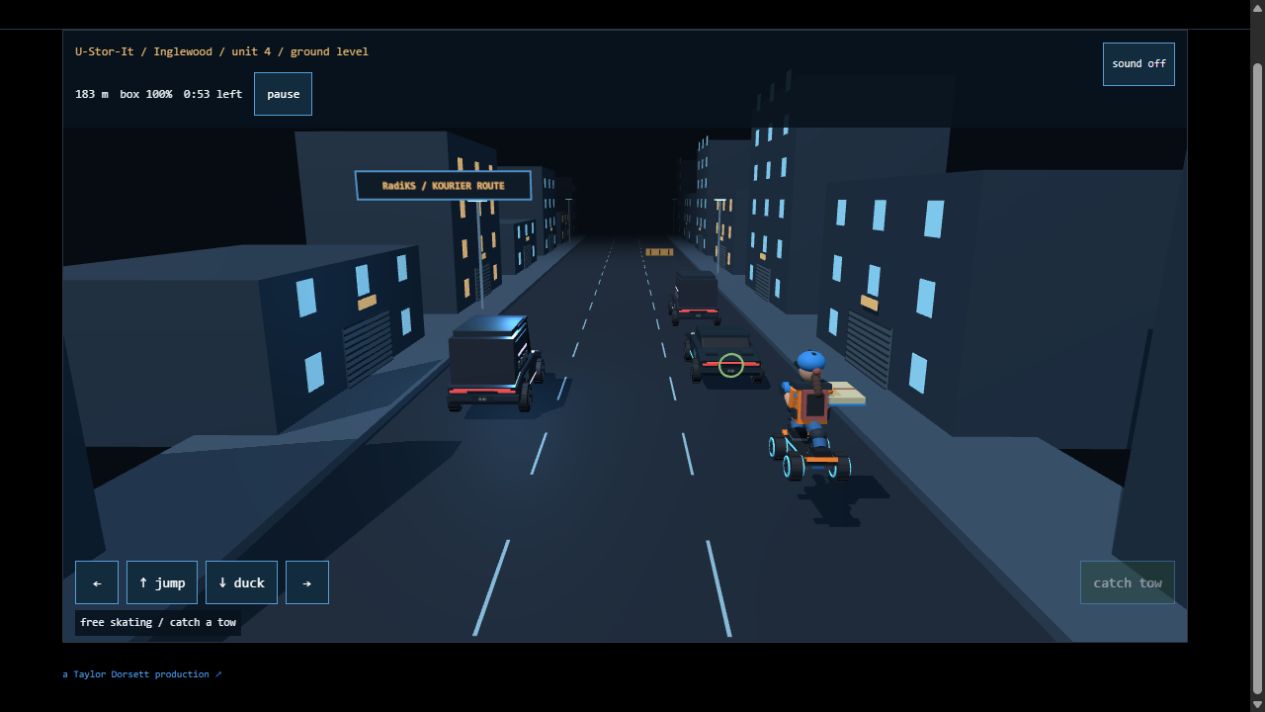 U-Stor-It / Inglewood / unit 4 / ground level
sound off
183 m box 100% 0:53 left pause
RadiKS / KOURIER ROUTE
← ↑ jump ↓ duck →
catch tow
free skating / catch a tow
a Taylor Dorsett production ↗